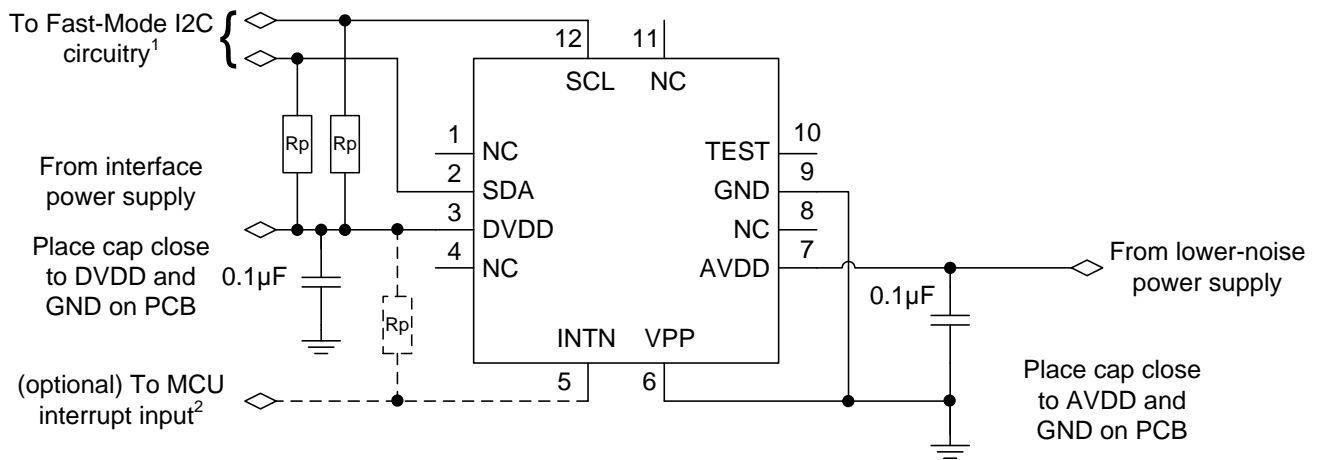 To Fast-Mode I2C
circuitry1
{
12
11
SCL
NC
Rp
Rp
1
NC
10
TEST
From interface
power supply
2
SDA
9
GND
3
DVDD
8
NC
Place cap close
to DVDD and
GND on PCB
0.1µF
4
NC
7
AVDD
From lower-noise
power supply
0.1µF
Rp
INTN
VPP
(optional) To MCU
interrupt input2
5
6
Place cap close
to AVDD and
GND on PCB